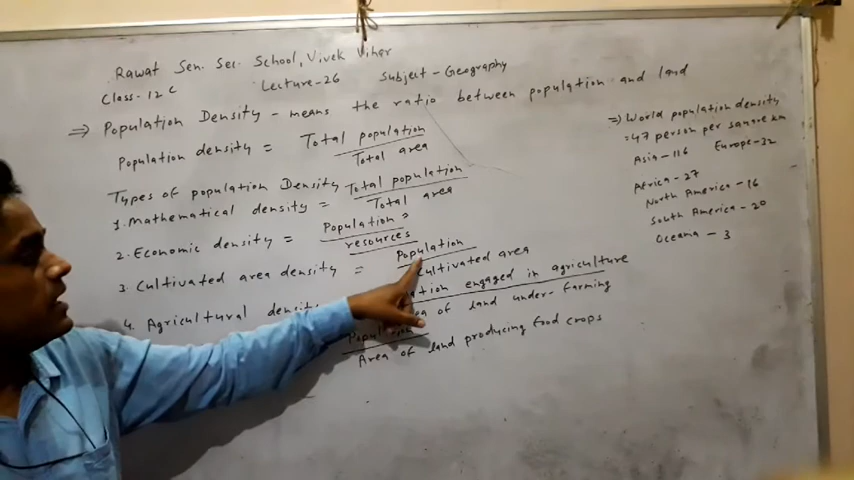 Rawat Sen. Sec. School, Vivek Vihar
Class-12 C Lecture-26 Subject-Geography
⇒ Population Density - means the ratio between population and land
Population density = Total population
Total area
Types of population Density
1. Mathematical density = Total population
Total area
2. Economic density = Population
resources
3. Cultivated area density = Population
Cultivated area
4. Agricultural engaged in agriculture
of land under-farming
Area of land producing food crops
⇒ World population density
= 47 person per square km
Asia-116 Europe-32
Africa-27
North America-16
South America-20
Oceana-3